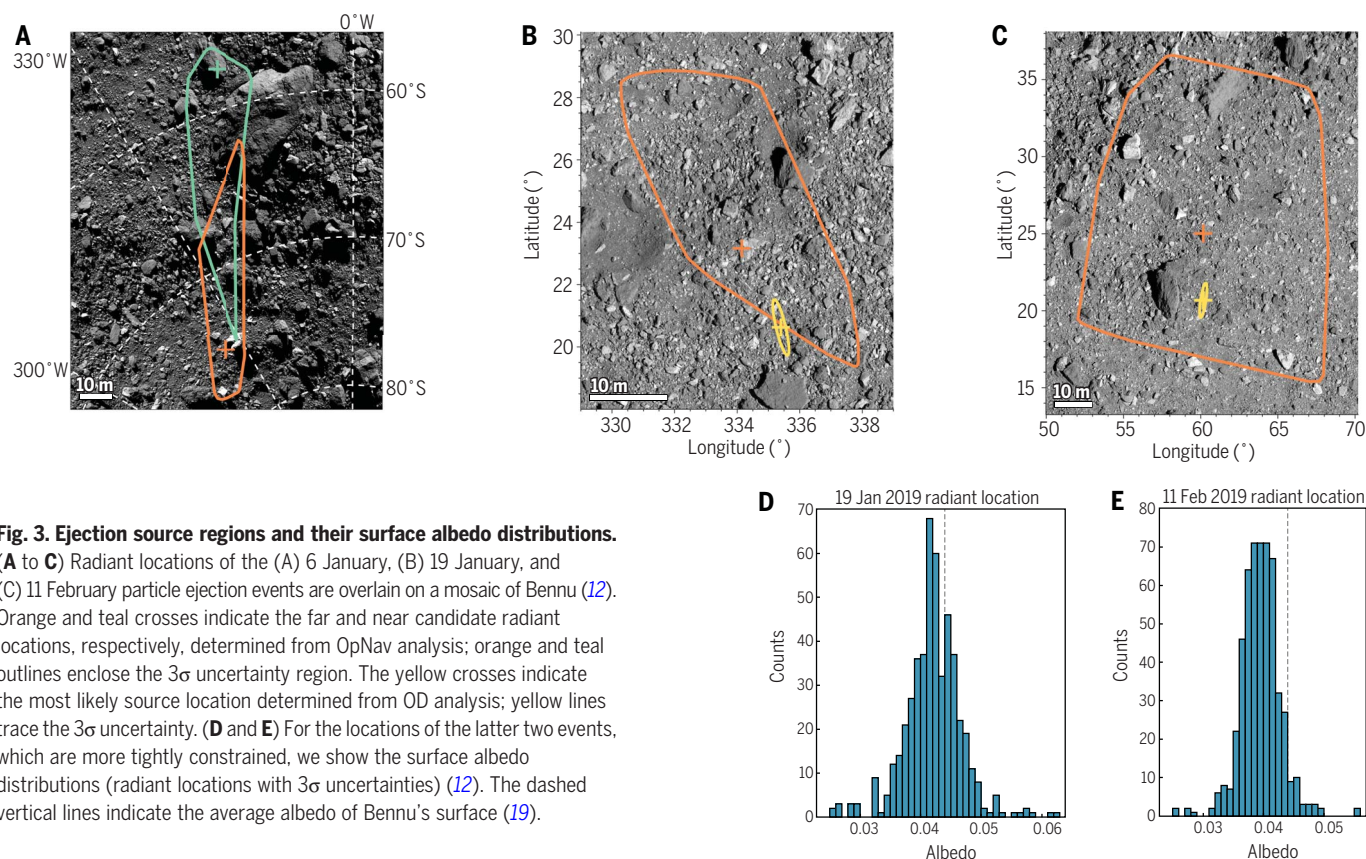 A
0°W
330°W
60°S
70°S
300°W
80°S
10 m
B
30
28
26
24
22
20
Latitude (°)
10 m
330 332 334 336 338
Longitude (°)
C
35
30
25
20
15
Latitude (°)
10 m
50 55 60 65 70
Longitude (°)
Fig. 3. Ejection source regions and their surface albedo distributions.
(A to C) Radiant locations of the (A) 6 January, (B) 19 January, and
(C) 11 February particle ejection events are overlain on a mosaic of Bennu (12).
Orange and teal crosses indicate the far and near candidate radiant
locations, respectively, determined from OpNav analysis; orange and teal
outlines enclose the 3σ uncertainty region. The yellow crosses indicate
the most likely source location determined from OD analysis; yellow lines
trace the 3σ uncertainty. (D and E) For the locations of the latter two events,
which are more tightly constrained, we show the surface albedo
distributions (radiant locations with 3σ uncertainties) (12). The dashed
vertical lines indicate the average albedo of Bennu's surface (19).
D
19 Jan 2019 radiant location
70
60
50
40
30
20
10
0
Counts
0.03 0.04 0.05 0.06
Albedo
E
11 Feb 2019 radiant location
80
70
60
50
40
30
20
10
0
Counts
0.03 0.04 0.05
Albedo